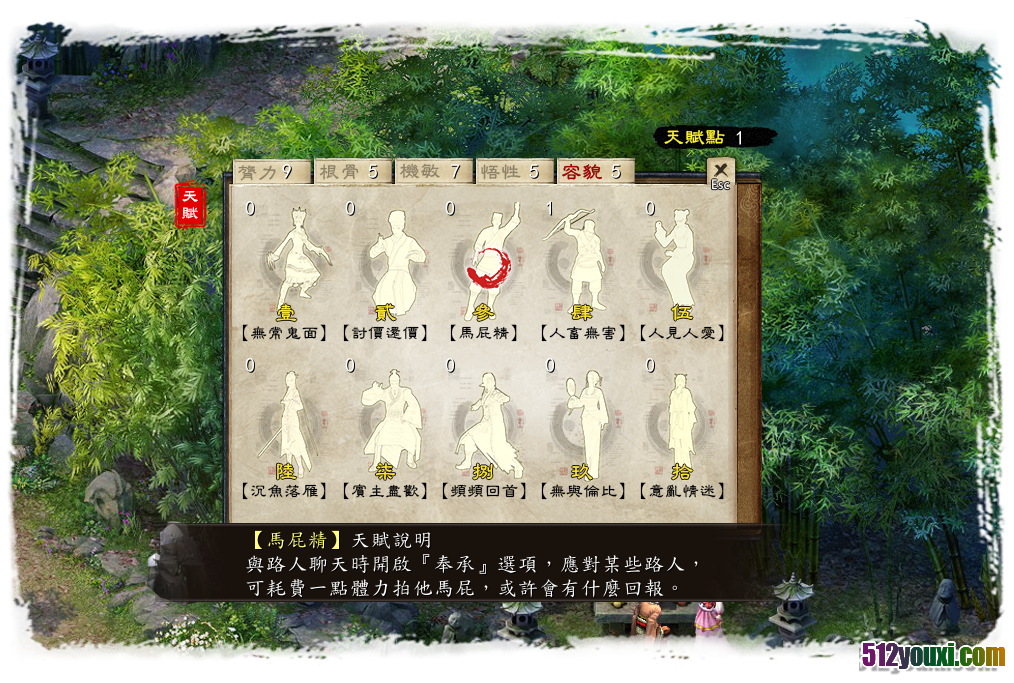 天賦點 1
膂力 9 根骨 5 機敏 7 悟性 5 容貌 5
Esc
天賦
0 0 0 1 0
壹 貳 參 肆 伍
【無常鬼面】 【討價還價】 【馬屁精】 【人畜無害】 【人見人愛】
0 0 0 0 0
陸 柒 捌 玖 拾
【沉魚落雁】 【賓主盡歡】 【頻頻回首】 【無與倫比】 【意亂情迷】
【馬屁精】天賦說明
與路人聊天時開啟『奉承』選項，應對某些路人，
可耗費一點體力拍他馬屁，或許會有什麼回報。
512youxi.com